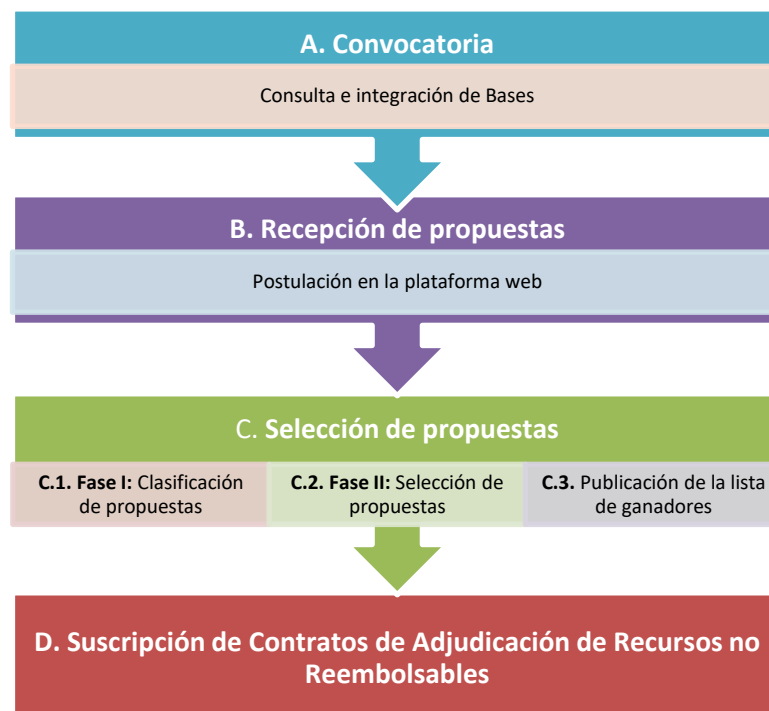 A. Convocatoria
Consulta e integración de Bases
B. Recepción de propuestas
Postulación en la plataforma web
C. Selección de propuestas
C.1. Fase I: Clasificación
de propuestas
C.2. Fase II: Selección de
propuestas
C.3. Publicación de la lista
de ganadores
D. Suscripción de Contratos de Adjudicación de Recursos no
Reembolsables